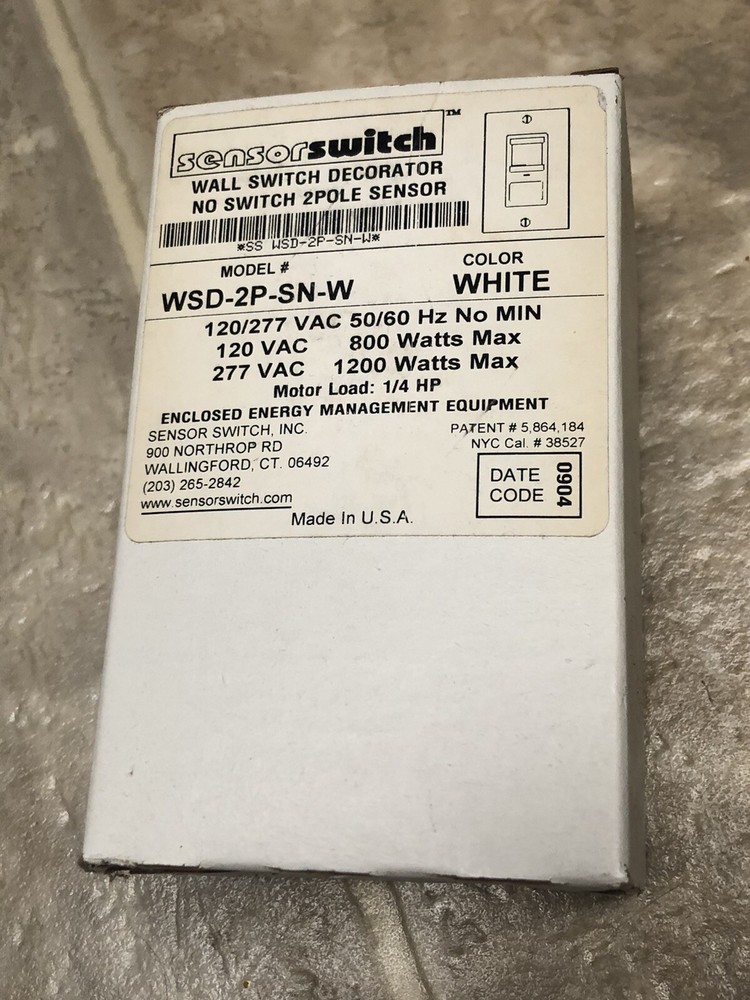 sensorswitch™
WALL SWITCH DECORATOR
NO SWITCH 2POLE SENSOR
*SS WSD-2P-SN-W*
MODEL #
WSD-2P-SN-W
COLOR
WHITE
120/277 VAC 50/60 Hz No MIN
120 VAC 800 Watts Max
277 VAC 1200 Watts Max
Motor Load: 1/4 HP
ENCLOSED ENERGY MANAGEMENT EQUIPMENT
SENSOR SWITCH, INC.
900 NORTHROP RD
WALLINGFORD, CT. 06492
(203) 265-2842
www.sensorswitch.com
PATENT # 5,864,184
NYC Cal. # 38527
DATE CODE
0904
Made In U.S.A.